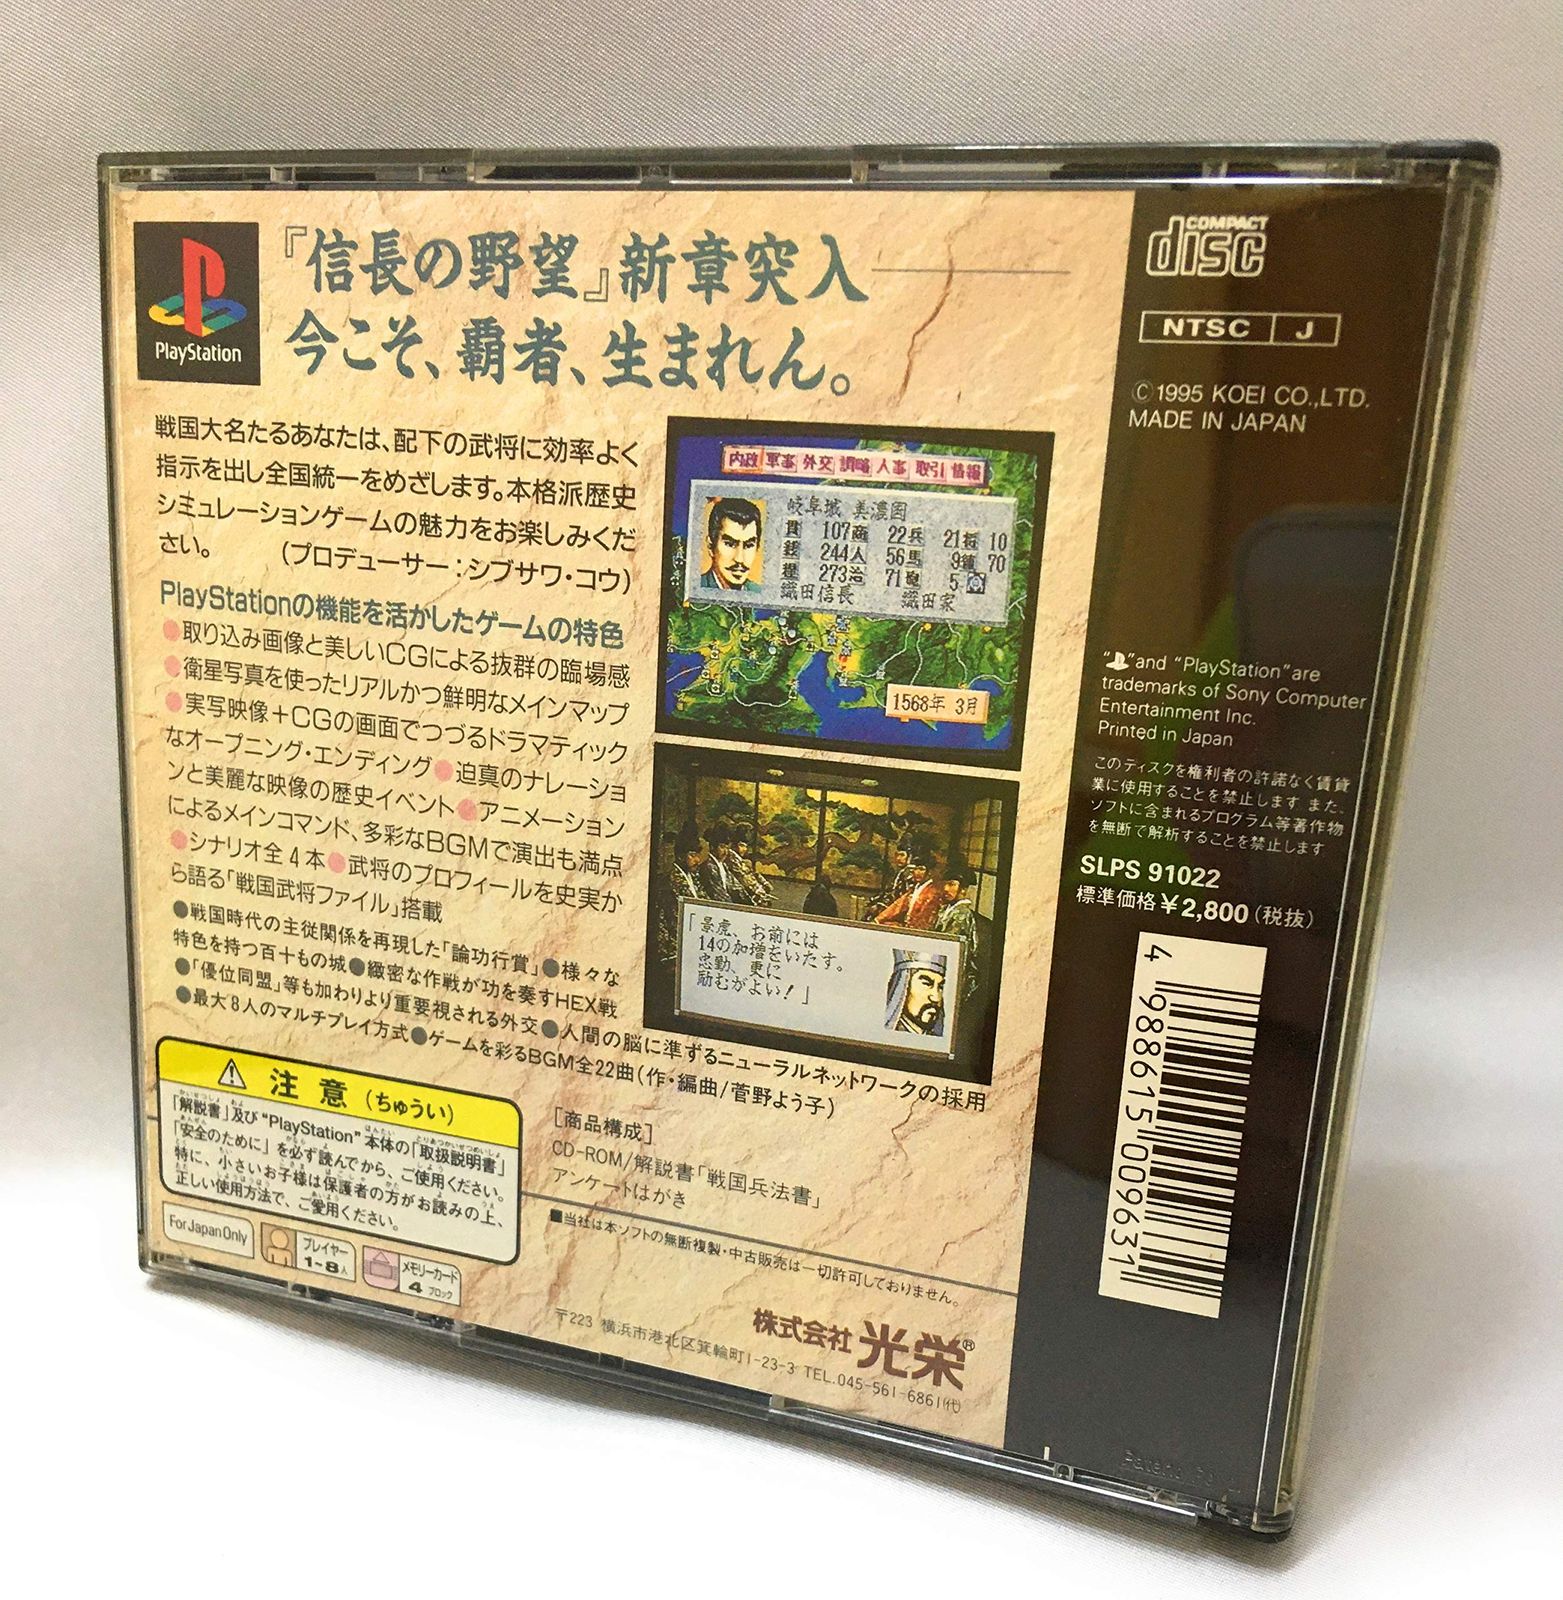 PlayStation
『信長の野望』新章突入
今こそ、覇者、生まれん。
戦国大名たるあなたは、配下の武将に効率よく
指示を出し全国統一をめざします。本格派歴史
シミュレーションゲームの魅力をお楽しみくだ
さい。 (プロデューサー:シブサワ・コウ)
PlayStationの機能を活かしたゲームの特色
●取り込み画像と美しいCGによる抜群の臨場感
●衛星写真を使ったリアルかつ鮮明なメインマップ
●実写映像+CGの画面でつづるドラマティック
なオープニング・エンディング●迫真のナレーショ
ンと美麗な映像の歴史イベント●アニメーション
によるメインコマンド、多彩なBGMで演出も満点
●シナリオ全4本●武将のプロフィールを史実か
ら語る「戦国武将ファイル」搭載
●戦国時代の主従関係を再現した「論功行賞」●様々な
特色を持つ百十もの城●緻密な作戦が功を奏すHEX戦
●「優位同盟」等も加わりより重要視される外交●人間の脳に準ずるニューラルネットワークの採用
●最大8人のマルチプレイ方式●ゲームを彩るBGM全22曲(作・編曲/菅野よう子)
内政 軍事 外交 謀略 人事 取引 情報
岐阜城 美濃国
107商 22兵 21将 10
銭 244人 56馬 9鎧 70
糧 273治 71砲 5
織田信長 織田家
1568年 3月
「景虎、お前には
14の加増をいたす。
忠勤、更に
励むがよい!」
⚠ 注意(ちゅうい)
「解説書」及び"PlayStation"本体の「取扱説明書」
「安全のために」を必ず読んでから、ご使用ください。
特に、小さいお子様は保護者の方がお読みの上、
正しい使用方法で、ご愛用ください。
For Japan Only
プレイヤー
1~8人
メモリーカード
4ブロック
[商品構成]
CD-ROM/解説書「戦国兵法書」
アンケートはがき
■当社は本ソフトの無断複製・中古販売は一切許可しておりません。
株式会社 光栄®
〒223 横浜市港北区箕輪町1-23-3 TEL.045-561-6861(代)
COMPACT
disc
NTSC J
©1995 KOEI CO.,LTD.
MADE IN JAPAN
" "and "PlayStation"are
trademarks of Sony Computer
Entertainment Inc.
Printed in Japan
このディスクを権利者の許諾なく賃貸
業に使用することを禁止します また、
ソフトに含まれるプログラム等著作物
を無断で解析することを禁止します
SLPS 91022
標準価格￥2,800(税抜)
4 988615 009631